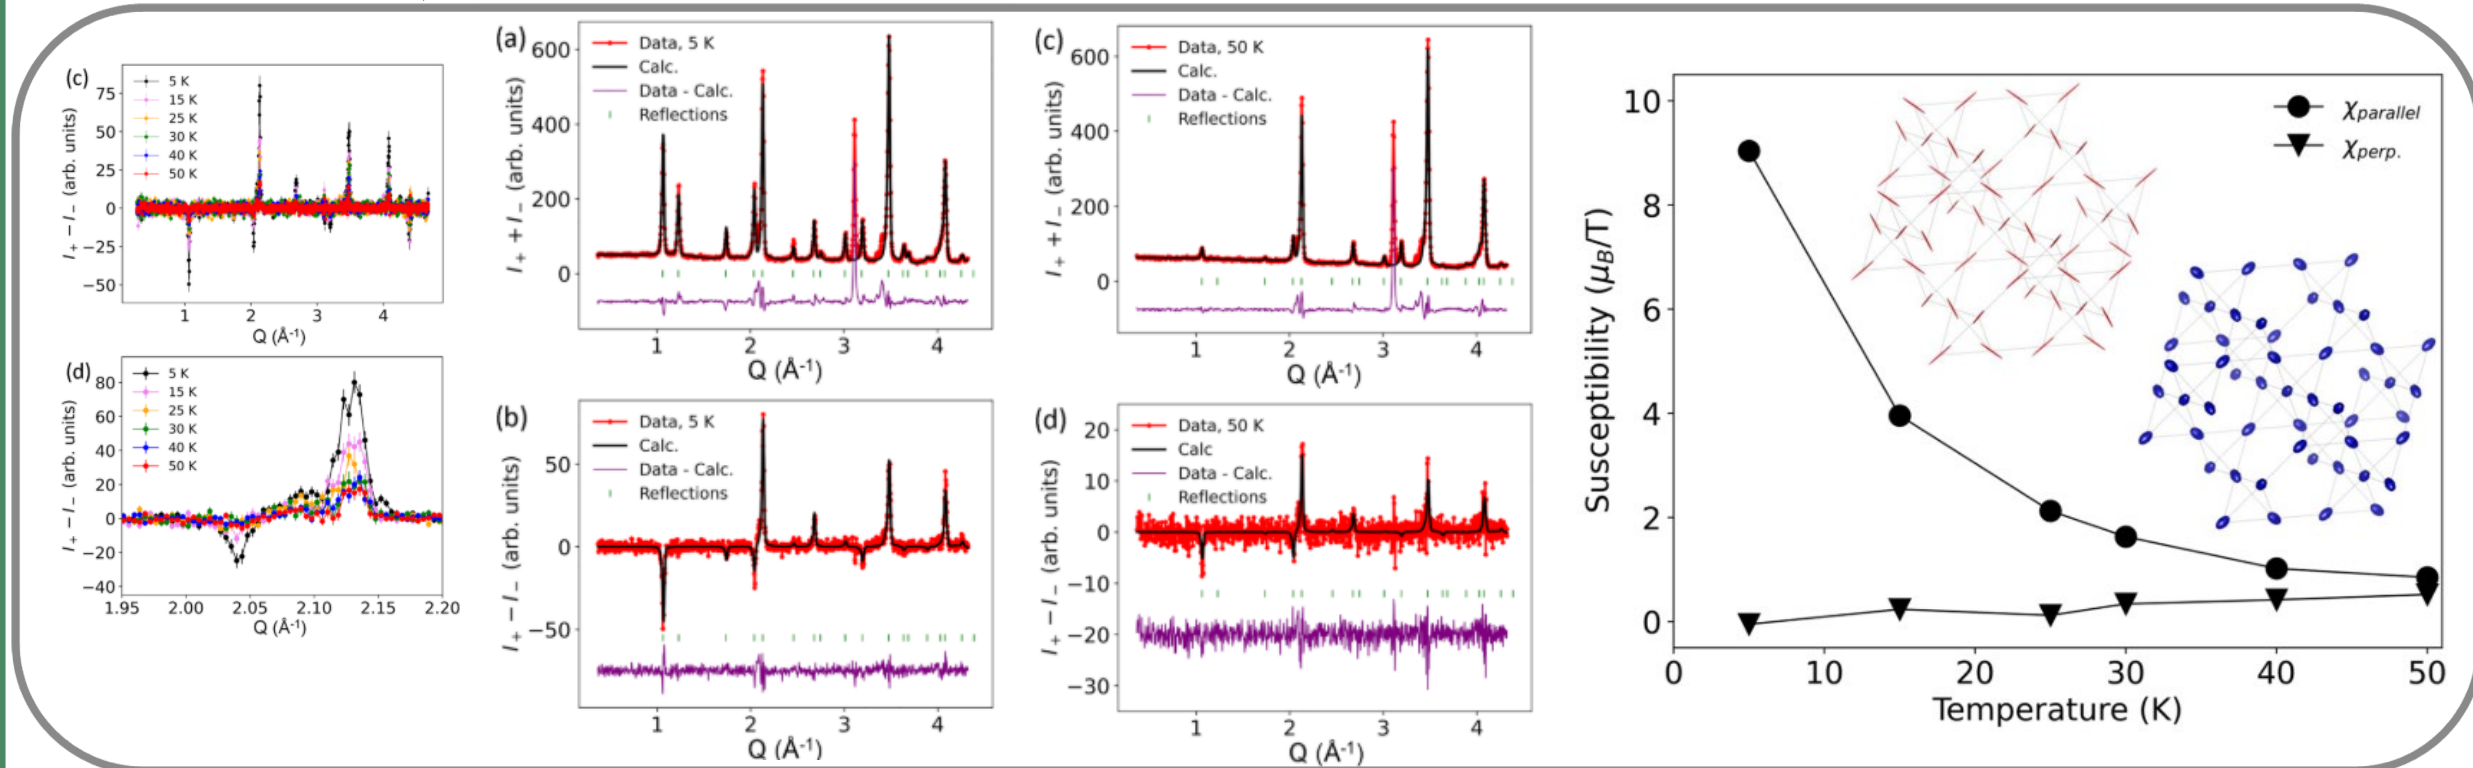 (c)
5 K
15 K
25 K
30 K
40 K
50 K
75
50
25
0
−25
−50
I₊ − I₋ (arb. units)
1 2 3 4
Q (Å⁻¹)
(d)
5 K
15 K
25 K
30 K
40 K
50 K
80
60
40
20
0
−20
−40
I₊ − I₋ (arb. units)
1.95 2.00 2.05 2.10 2.15 2.20
Q (Å⁻¹)
(a)
Data, 5 K
Calc.
Data - Calc.
Reflections
600
400
200
0
I₊ + I₋ (arb. units)
1 2 3 4
Q (Å⁻¹)
(b)
Data, 5 K
Calc.
Data - Calc.
Reflections
50
0
−50
I₊ − I₋ (arb. units)
1 2 3 4
Q (Å⁻¹)
(c)
Data, 50 K
Calc.
Data - Calc.
Reflections
600
400
200
0
I₊ + I₋ (arb. units)
1 2 3 4
Q (Å⁻¹)
(d)
Data, 50 K
Calc
Data - Calc.
Reflections
20
10
0
−10
−20
−30
I₊ − I₋ (arb. units)
1 2 3 4
Q (Å⁻¹)
χparallel
χperp.
10
8
6
4
2
0
Susceptibility (μB/T)
0 10 20 30 40 50
Temperature (K)